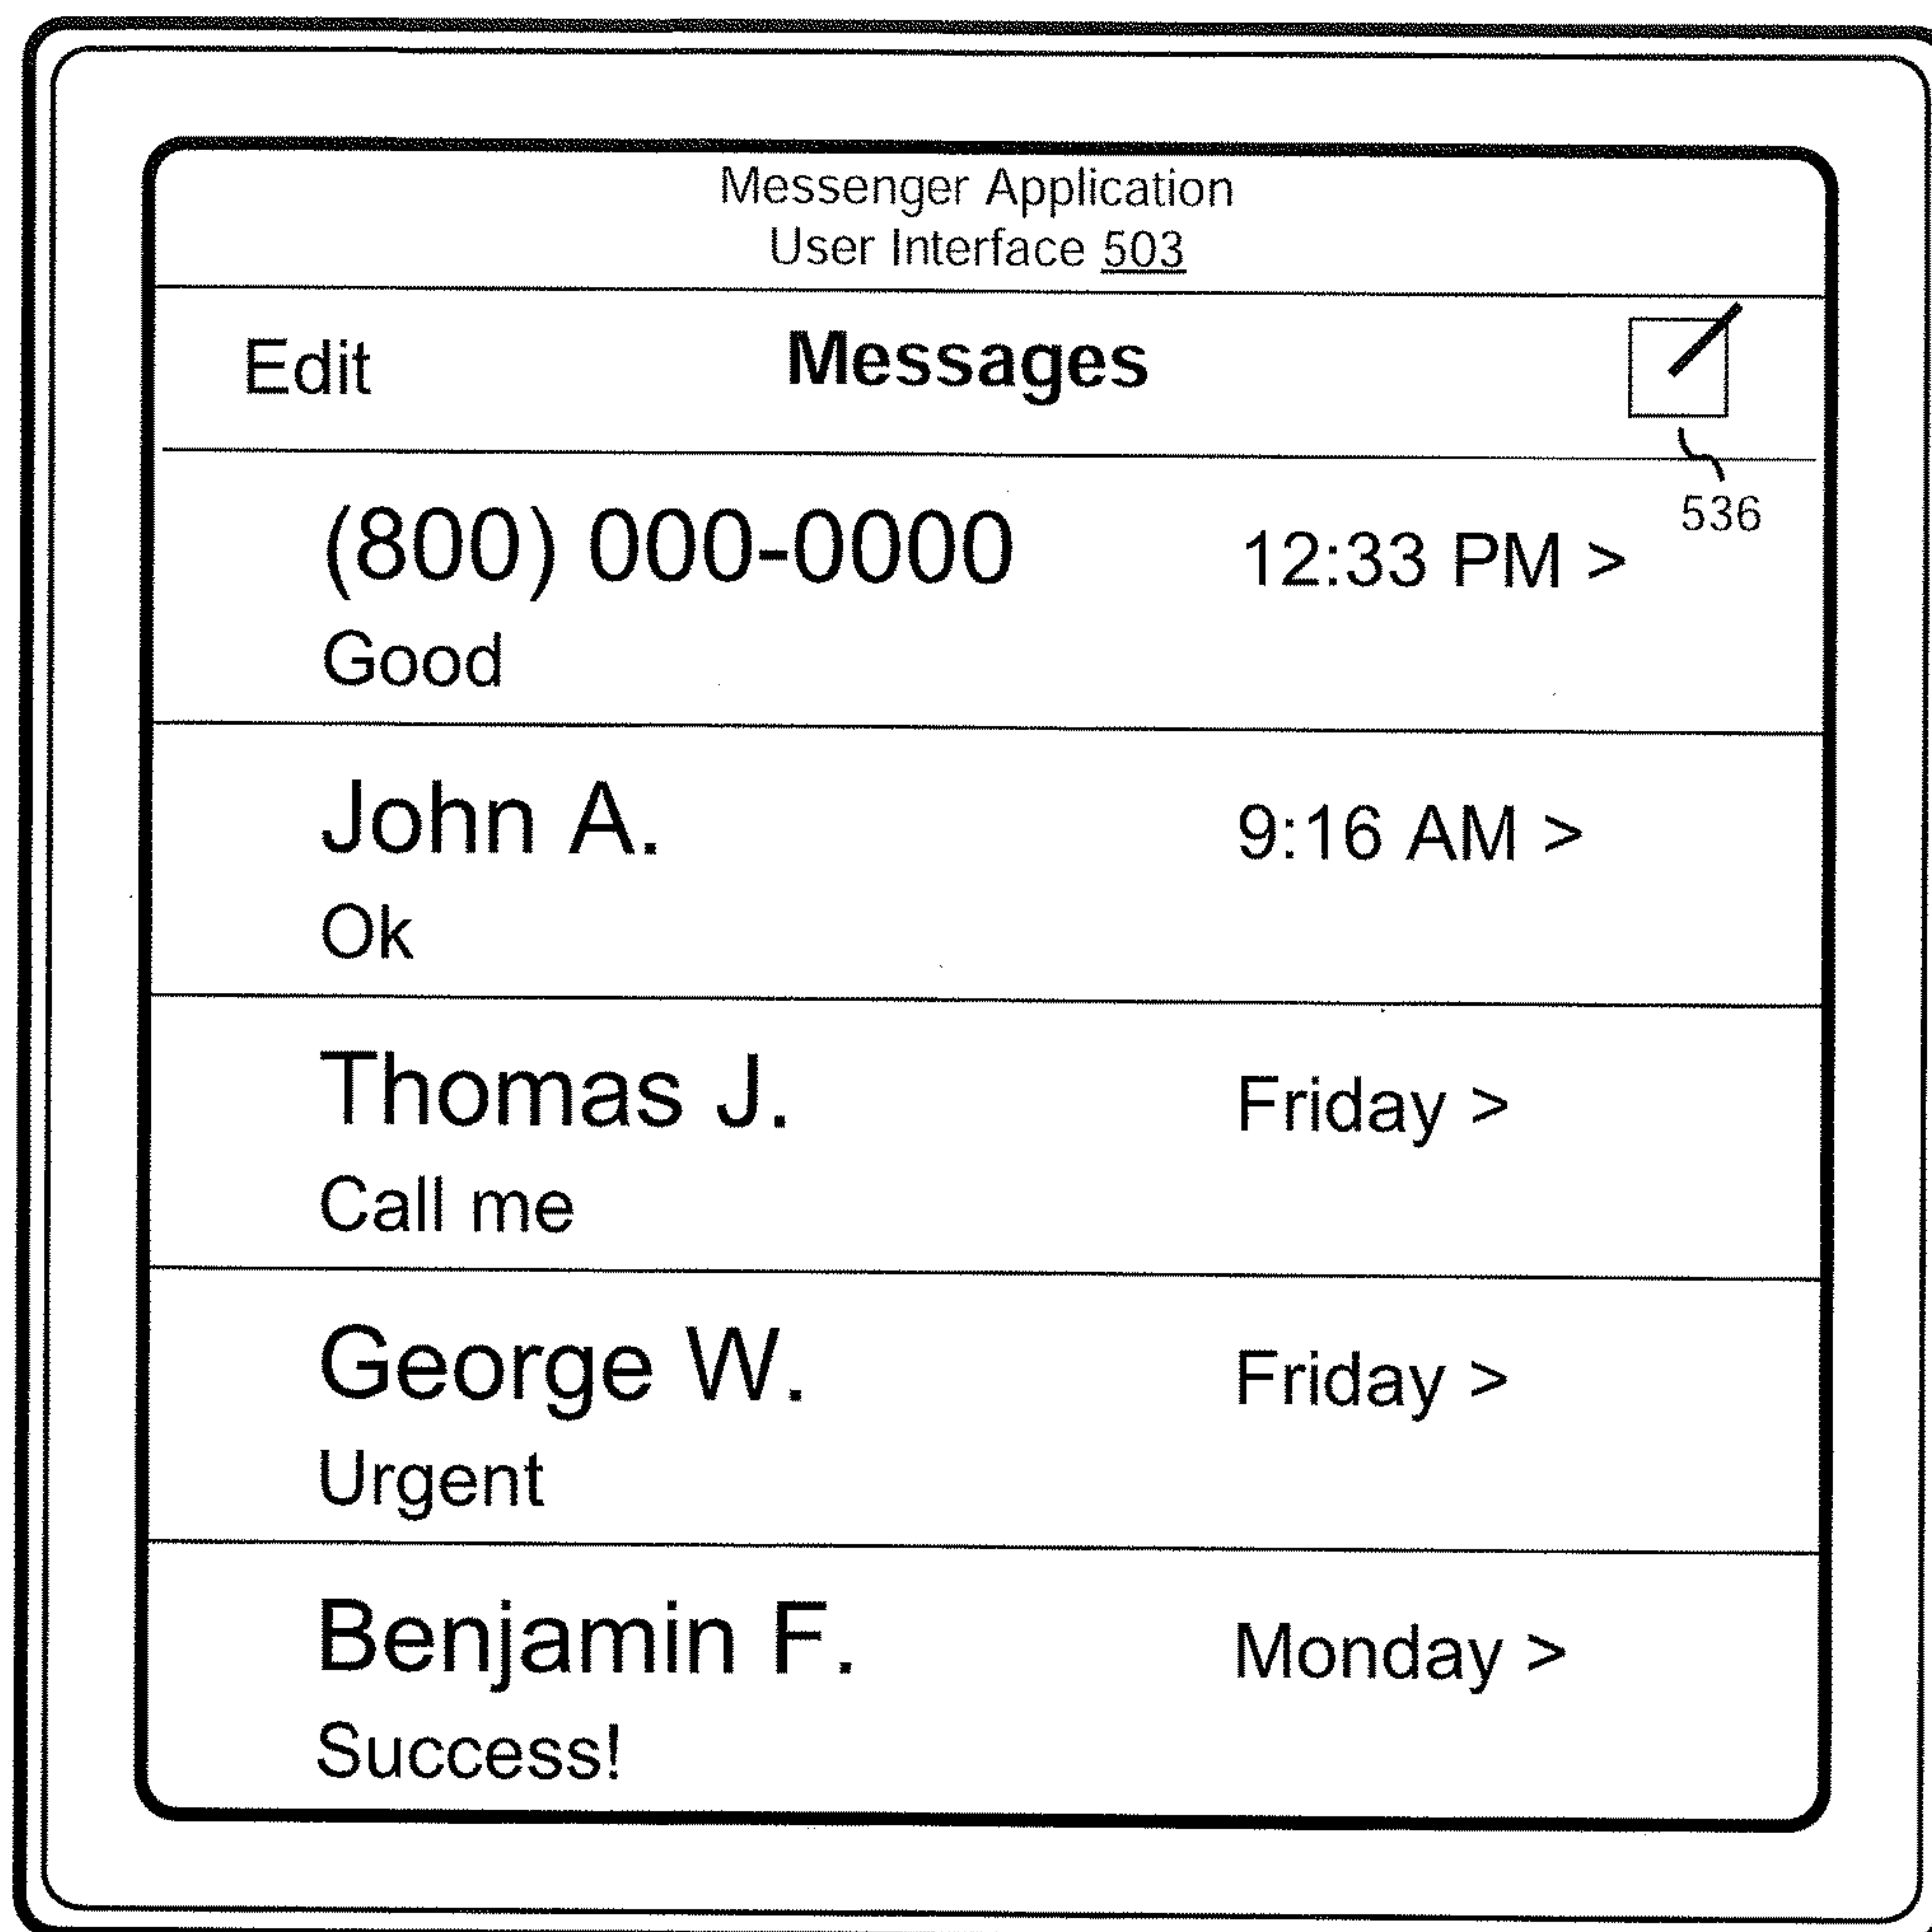 Messenger Application
User Interface 503
Edit Messages
536
(800) 000-0000 12:33 PM >
Good
John A. 9:16 AM >
Ok
Thomas J. Friday >
Call me
George W. Friday >
Urgent
Benjamin F. Monday >
Success!